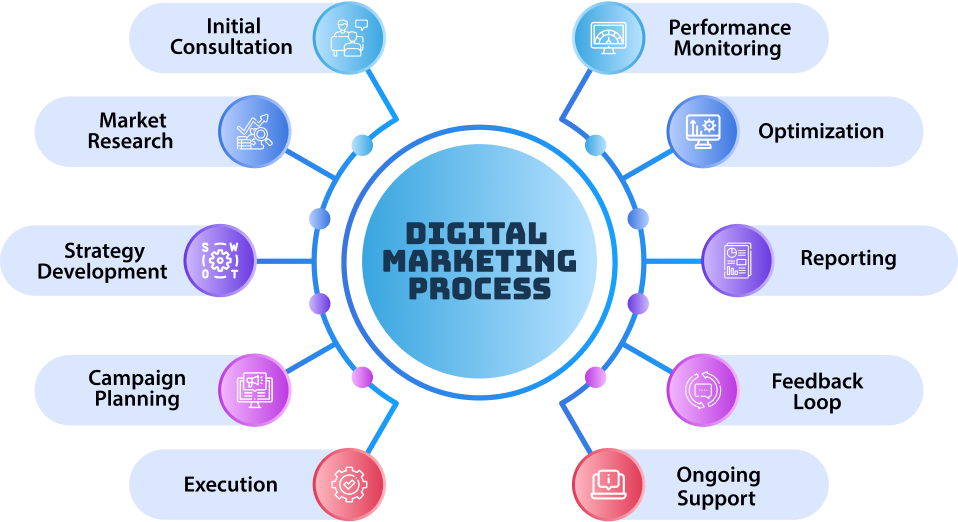 Initial
Consultation
Market
Research
Strategy
Development
S W
O T
Campaign
Planning
Execution
DIGITAL
MARKETING
PROCESS
Performance
Monitoring
Optimization
Reporting
Feedback
Loop
Ongoing
Support